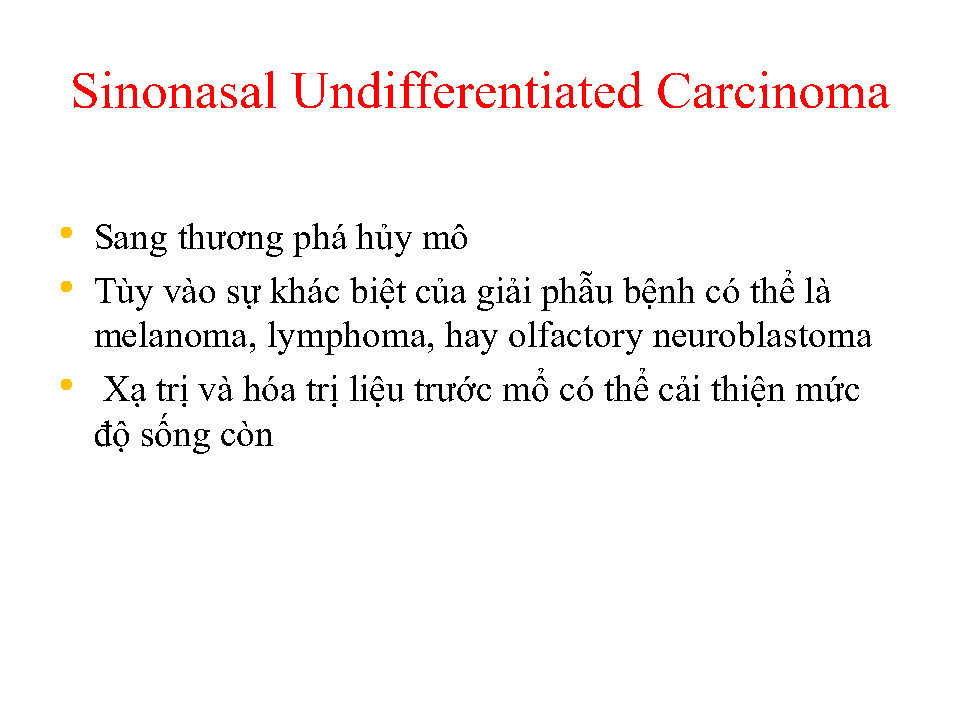 Sinonasal Undifferentiated Carcinoma
• Sang thương phá hủy mô
• Tùy vào sự khác biệt của giải phẫu bệnh có thể là
melanoma, lymphoma, hay olfactory neuroblastoma
• Xạ trị và hóa trị liệu trước mổ có thể cải thiện mức
độ sống còn